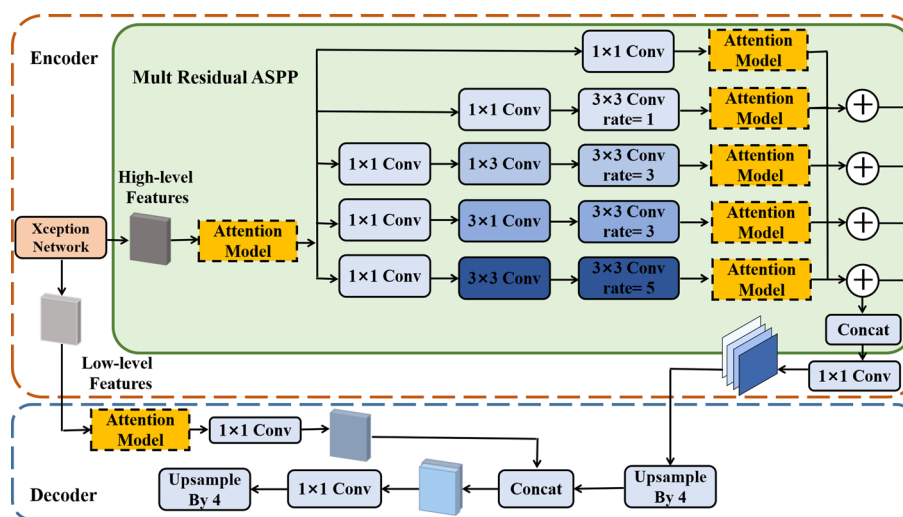 Encoder
Mult Residual ASPP
1×1 Conv
Attention
Model
1×1 Conv
3×3 Conv
rate= 1
Attention
Model
1×1 Conv
1×3 Conv
3×3 Conv
rate= 3
Attention
Model
High-level
Features
1×1 Conv
3×1 Conv
3×3 Conv
rate= 3
Attention
Model
Xception
Network
Attention
Model
1×1 Conv
3×3 Conv
3×3 Conv
rate= 5
Attention
Model
Concat
1×1 Conv
Low-level
Features
Attention
Model
1×1 Conv
Decoder
Upsample
By 4
1×1 Conv
Concat
Upsample
By 4